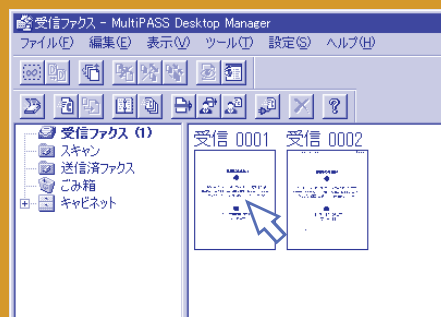 受信ファクス - MultiPASS Desktop Manager
ファイル(F) 編集(E) 表示(V) ツール(T) 設定(S) ヘルプ(H)
受信ファクス (1)
スキャン
送信済ファクス
ごみ箱
キャビネット
受信 0001 受信 0002